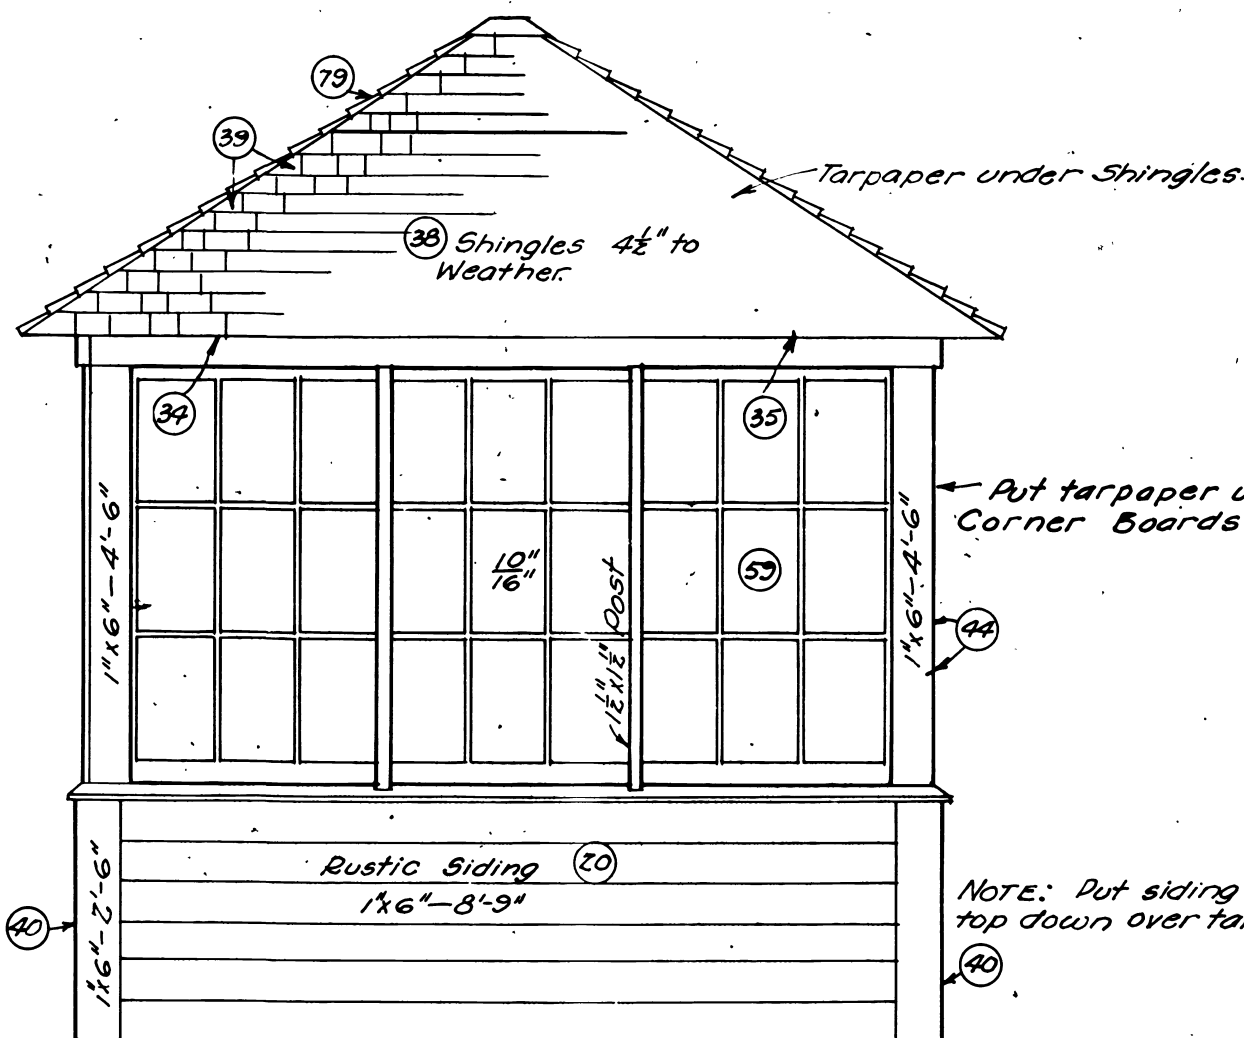 79
39
Tarpaper under Shingles.
38 Shingles 4½" to
Weather.
34
35
1"x6"—4'-6"
10"
16"
1½"x1½" Post
59
1"x6"—4'-6"
Put tarpaper u
Corner Boards
44
Rustic Siding 20
1"x6"—8'-9"
40
1"x6"—2'-6"
NOTE: Put siding
top down over ta
40